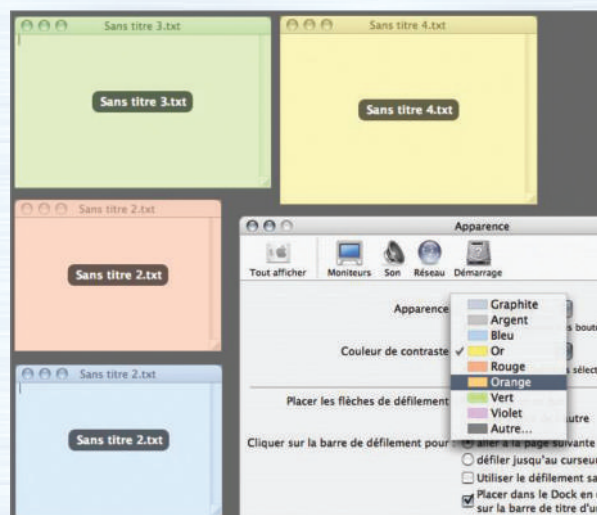 Sans titre 3.txt
Sans titre 3.txt
Sans titre 4.txt
Sans titre 4.txt
Sans titre 2.txt
Sans titre 2.txt
Sans titre 2.txt
Sans titre 2.txt
Apparence
Tout afficher Moniteurs Son Réseau Démarrage
Apparence
Couleur de contraste
Graphite
Argent
Bleu
✓ Or
Rouge
Orange
Vert
Violet
Autre...
Placer les flèches de défilement
autre
Cliquer sur la barre de défilement pour : aller à la page suivante
défiler jusqu'au curseur
Utiliser le défilement
Placer dans le Dock en
sur la barre de titre